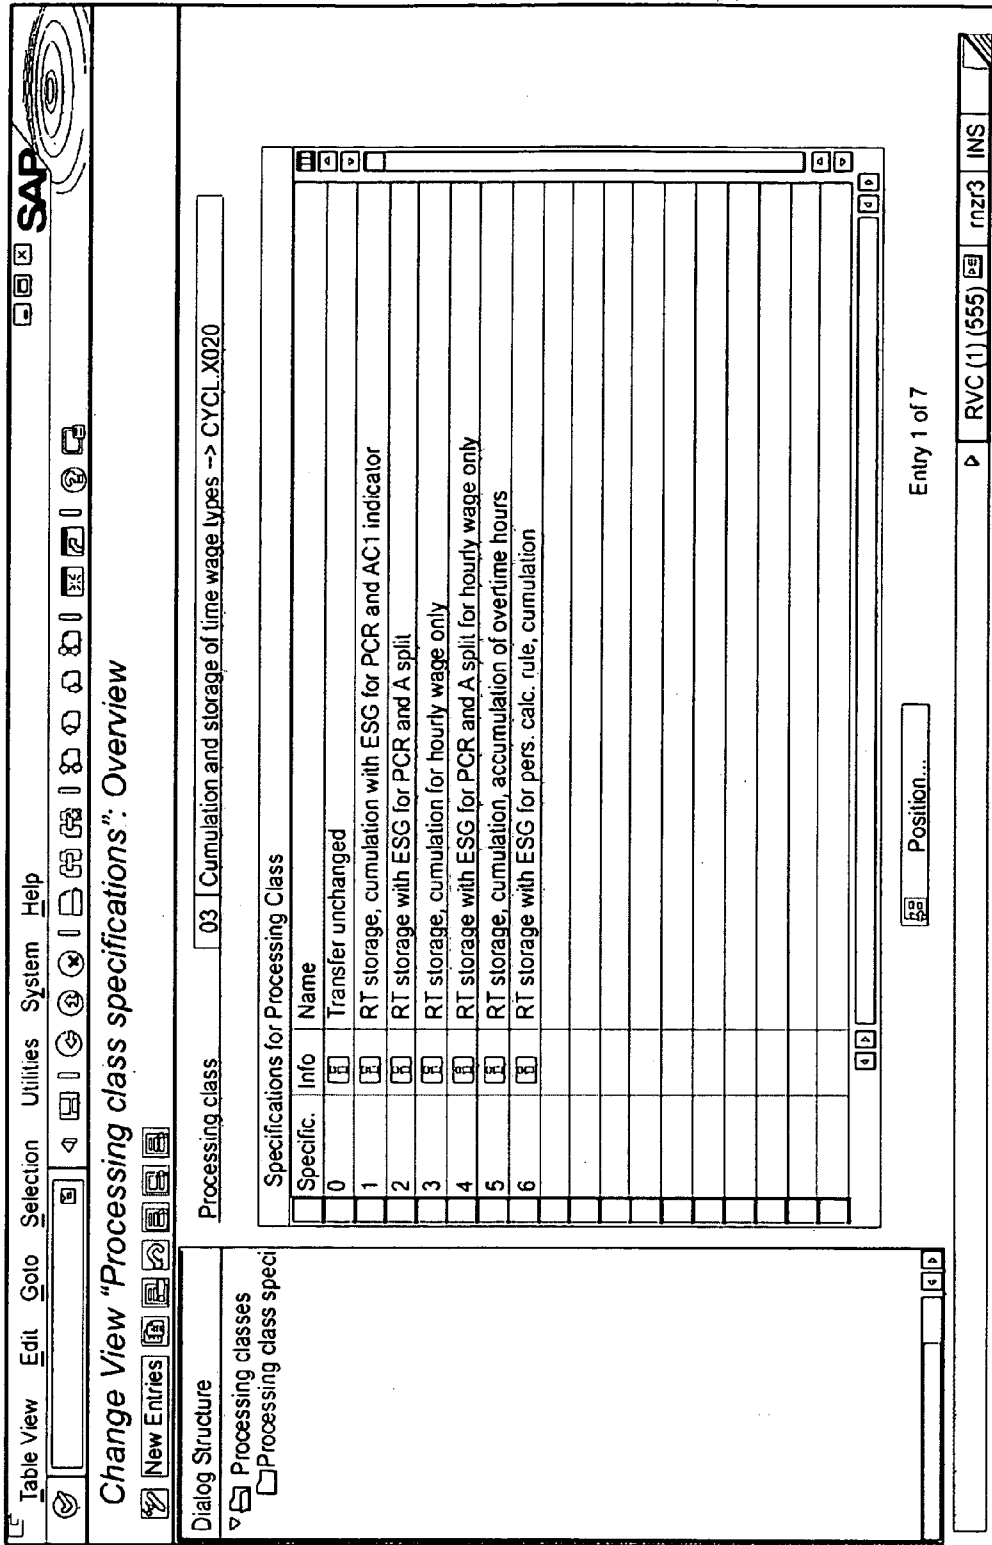 Table View Edit Goto Selection Utilities System Help
SAP
Change View "Processing class specifications": Overview
New Entries
Dialog Structure
Processing classes
Processing class speci
Processing class 03 Cumulation and storage of time wage types --> CYCL.X020
Specifications for Processing Class
Specific. Info Name
0 Transfer unchanged
1 RT storage, cumulation with ESG for PCR and AC1 indicator
2 RT storage with ESG for PCR and A split
3 RT storage, cumulation for hourly wage only
4 RT storage with ESG for PCR and A split for hourly wage only
5 RT storage, cumulation, accumulation of overtime hours
6 RT storage with ESG for pers. calc. rule, cumulation
Position...
Entry 1 of 7
RVC (1) (555) rnzr3 INS